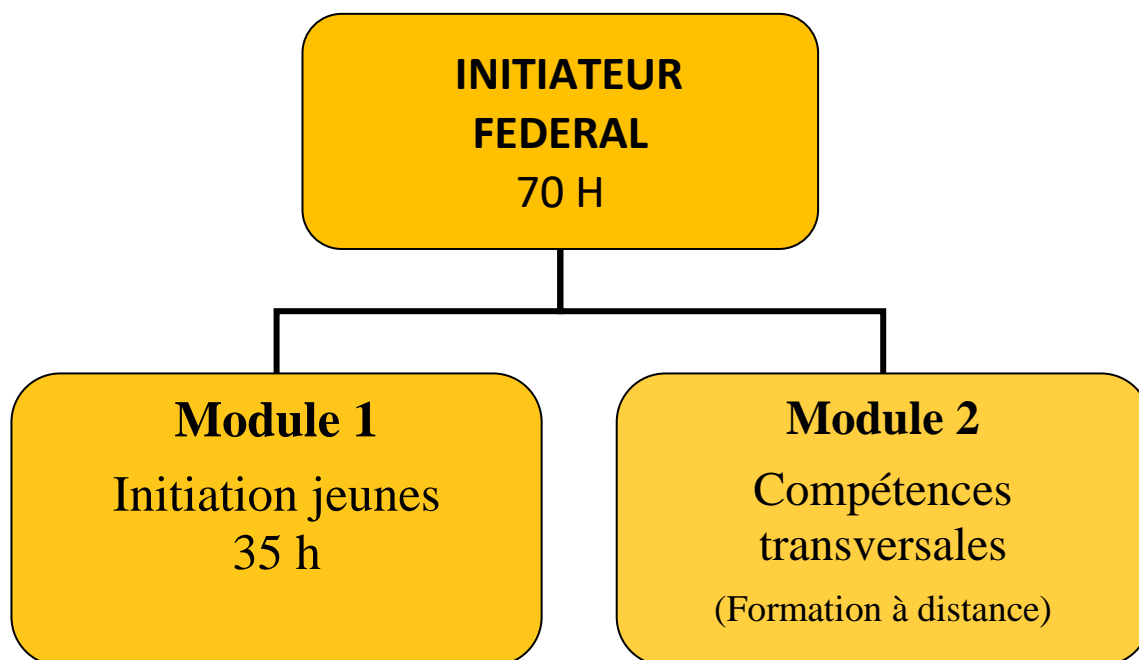 INITIATEUR
FEDERAL
70 H
Module 1
Initiation jeunes
35 h
Module 2
Compétences
transversales
(Formation à distance)